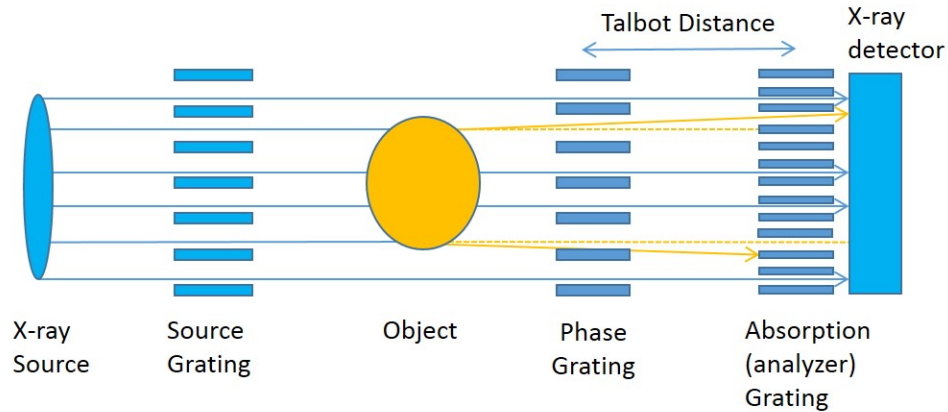 Talbot Distance
X-ray
detector
X-ray
Source
Source
Grating
Object
Phase
Grating
Absorption
(analyzer)
Grating